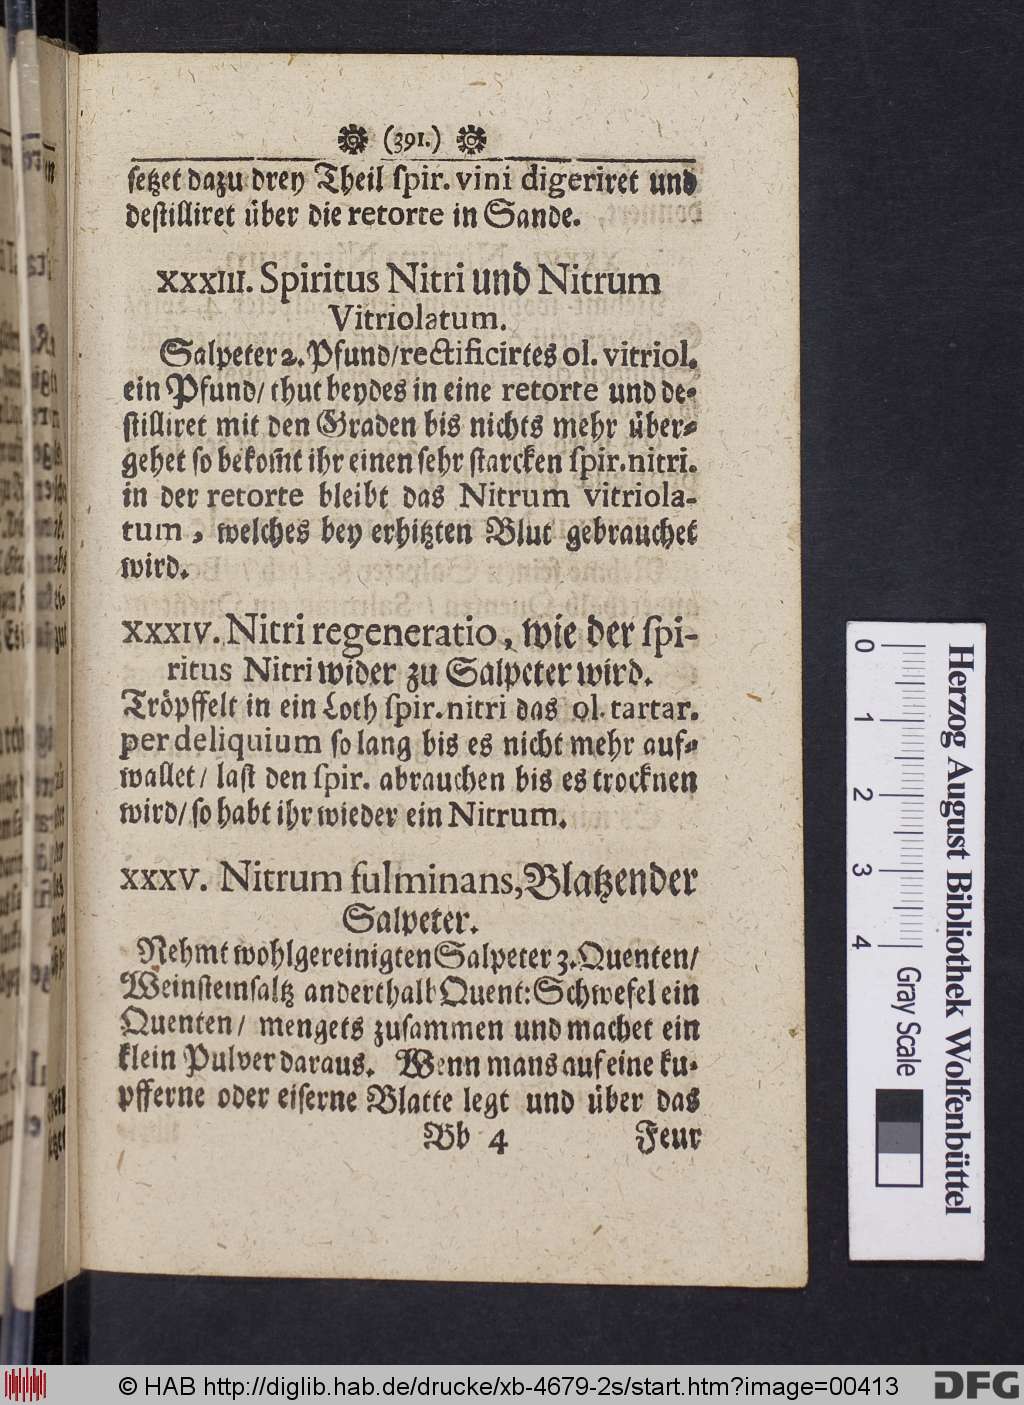 (391.)
setzet dazu drey Theil spir. vini digeriret und
destilliret über die retorte in Sande.
XXXIII. Spiritus Nitri und Nitrum
Vitriolatum.
Salpeter 2. Pfund/ rectificirtes ol. vitriol.
ein Pfund/ thut beydes in eine retorte und de-
stilliret mit den Graden bis nichts mehr über-
gehet so bekom̃t ihr einen sehr starcken spir. nitri.
in der retorte bleibt das Nitrum vitriola-
tum, welches bey erhitzten Blut gebrauchet
wird.
XXXIV. Nitri regeneratio, wie der spi-
ritus Nitri wider zu Salpeter wird.
Tröpffelt in ein Loth spir. nitri das ol. tartar.
per deliquium so lang bis es nicht mehr auf-
wallet/ last den spir. abrauchen bis es trocknen
wird/ so habt ihr wieder ein Nitrum.
XXXV. Nitrum fulminans, Blatzender
Salpeter.
Nehmt wohlgereinigten Salpeter 3. Quenten/
Weinsteinsaltz anderthalb Quent: Schwefel ein
Quenten/ mengets zusammen und machet ein
klein Pulver daraus. Wenn mans auf eine ku-
pfferne oder eiserne Blatte legt und über das
Bb 4 Feur
0 1 2 3 4
Gray Scale
Herzog August Bibliothek Wolfenbüttel
© HAB http://diglib.hab.de/drucke/xb-4679-2s/start.htm?image=00413
DFG